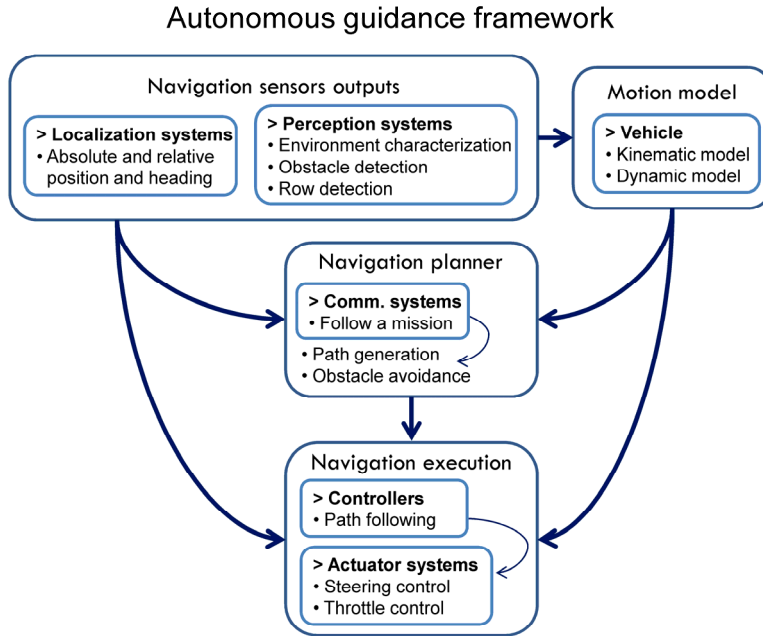 Autonomous guidance framework
Navigation sensors outputs
> Localization systems
• Absolute and relative
position and heading
> Perception systems
• Environment characterization
• Obstacle detection
• Row detection
Motion model
> Vehicle
• Kinematic model
• Dynamic model
Navigation planner
> Comm. systems
• Follow a mission
• Path generation
• Obstacle avoidance
Navigation execution
> Controllers
• Path following
> Actuator systems
• Steering control
• Throttle control